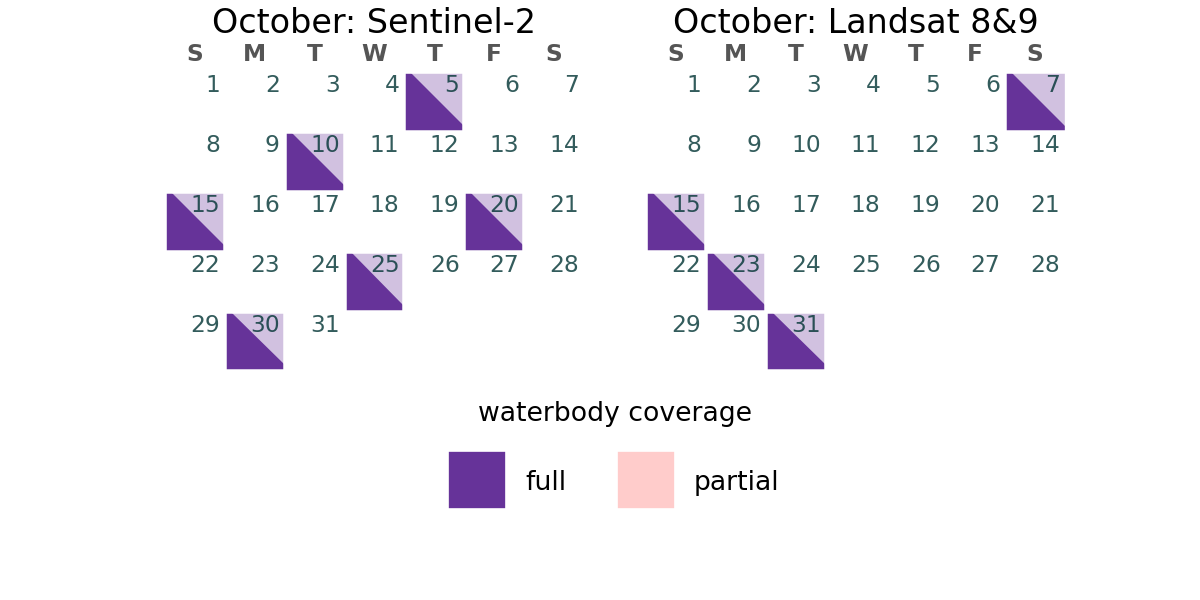 October: Sentinel-2
S M T W T F S
1 2 3 4 5 6 7
8 9 10 11 12 13 14
15 16 17 18 19 20 21
22 23 24 25 26 27 28
29 30 31
October: Landsat 8&9
S M T W T F S
1 2 3 4 5 6 7
8 9 10 11 12 13 14
15 16 17 18 19 20 21
22 23 24 25 26 27 28
29 30 31
waterbody coverage
full partial